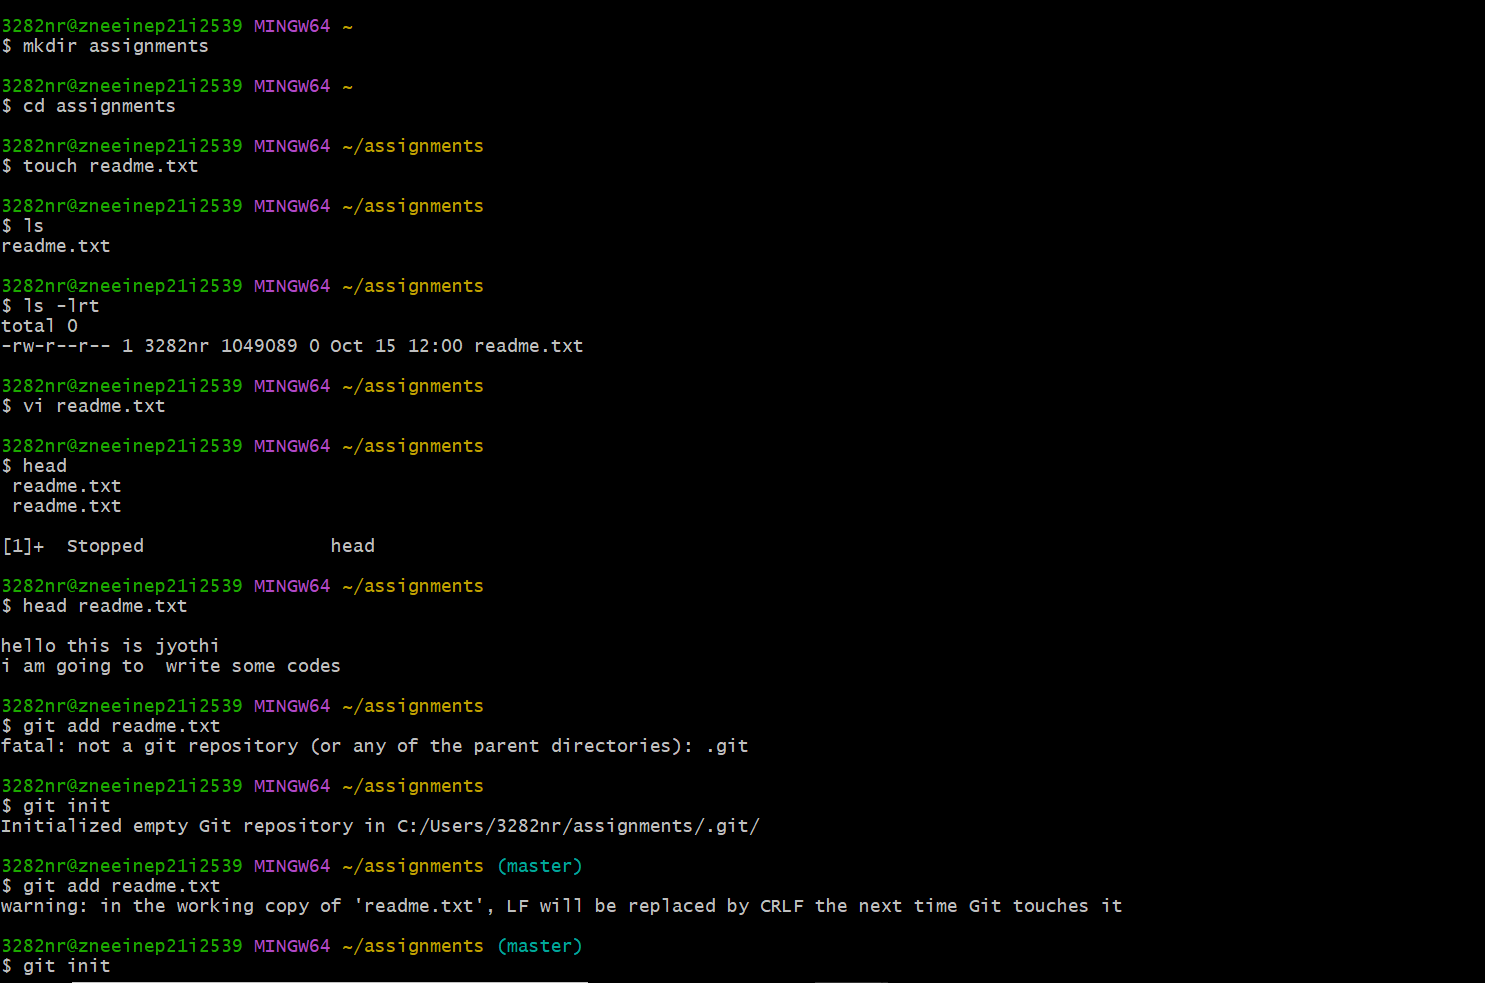 3282nr@zneeinep21i2539 MINGW64 ~
$ mkdir assignments
3282nr@zneeinep21i2539 MINGW64 ~
$ cd assignments
3282nr@zneeinep21i2539 MINGW64 ~/assignments
$ touch readme.txt
3282nr@zneeinep21i2539 MINGW64 ~/assignments
$ ls
readme.txt
3282nr@zneeinep21i2539 MINGW64 ~/assignments
$ ls -lrt
total 0
-rw-r--r-- 1 3282nr 1049089 0 Oct 15 12:00 readme.txt
3282nr@zneeinep21i2539 MINGW64 ~/assignments
$ vi readme.txt
3282nr@zneeinep21i2539 MINGW64 ~/assignments
$ head
 readme.txt
 readme.txt
[1]+  Stopped                 head
3282nr@zneeinep21i2539 MINGW64 ~/assignments
$ head readme.txt
hello this is jyothi
i am going to  write some codes
3282nr@zneeinep21i2539 MINGW64 ~/assignments
$ git add readme.txt
fatal: not a git repository (or any of the parent directories): .git
3282nr@zneeinep21i2539 MINGW64 ~/assignments
$ git init
Initialized empty Git repository in C:/Users/3282nr/assignments/.git/
3282nr@zneeinep21i2539 MINGW64 ~/assignments (master)
$ git add readme.txt
warning: in the working copy of 'readme.txt', LF will be replaced by CRLF the next time Git touches it
3282nr@zneeinep21i2539 MINGW64 ~/assignments (master)
$ git init